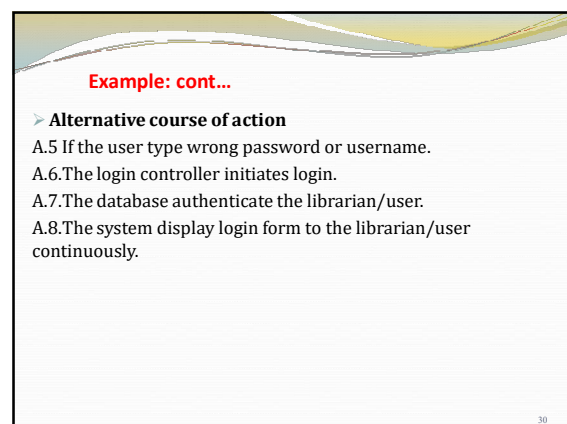 Example: cont…
➢ Alternative course of action
A.5 If the user type wrong password or username.
A.6.The login controller initiates login.
A.7.The database authenticate the librarian/user.
A.8.The system display login form to the librarian/user
continuously.
30